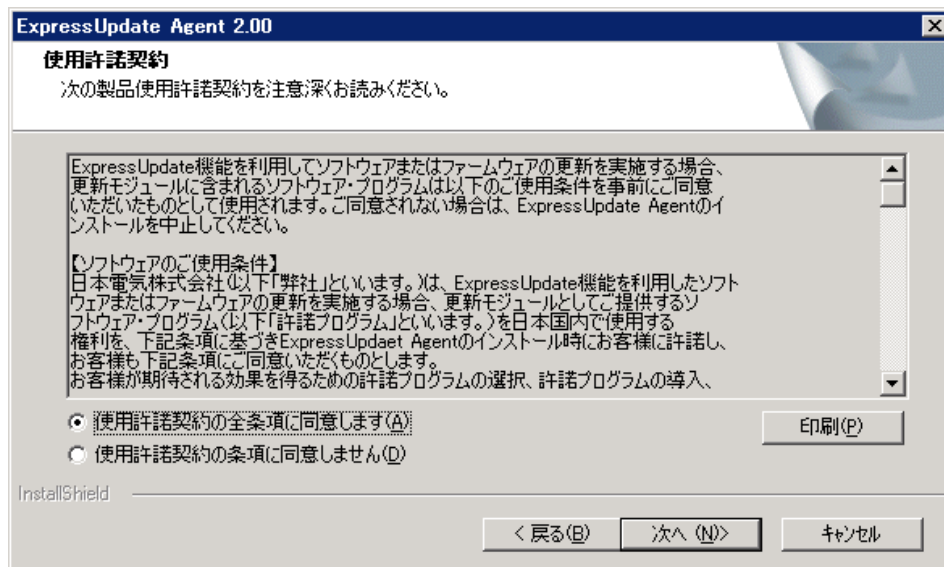 ExpressUpdate Agent 2.00
使用許諾契約
次の製品使用許諾契約を注意深くお読みください。
ExpressUpdate機能を利用してソフトウェアまたはファームウェアの更新を実施する場合、
更新モジュールに含まれるソフトウェア・プログラムは以下のご使用条件を事前にご同意
いただいたものとして使用されます。ご同意されない場合は、ExpressUpdate Agentのイ
ンストールを中止してください。
【ソフトウェアのご使用条件】
日本電気株式会社(以下「弊社」といいます。)は、ExpressUpdate機能を利用したソフト
ウェアまたはファームウェアの更新を実施する場合、更新モジュールとしてご提供するソ
フトウェア・プログラム(以下「許諾プログラム」といいます。)を日本国内で使用する
権利を、下記条項に基づきExpressUpdaet Agentのインストール時にお客様に許諾し、
お客様も下記条項にご同意いただくものとします。
お客様が期待される効果を得るための許諾プログラムの選択、許諾プログラムの導入、
使用許諾契約の全条項に同意します(A)
印刷(P)
使用許諾契約の条項に同意しません(D)
InstallShield
< 戻る(B)
次へ (N)>
キャンセル